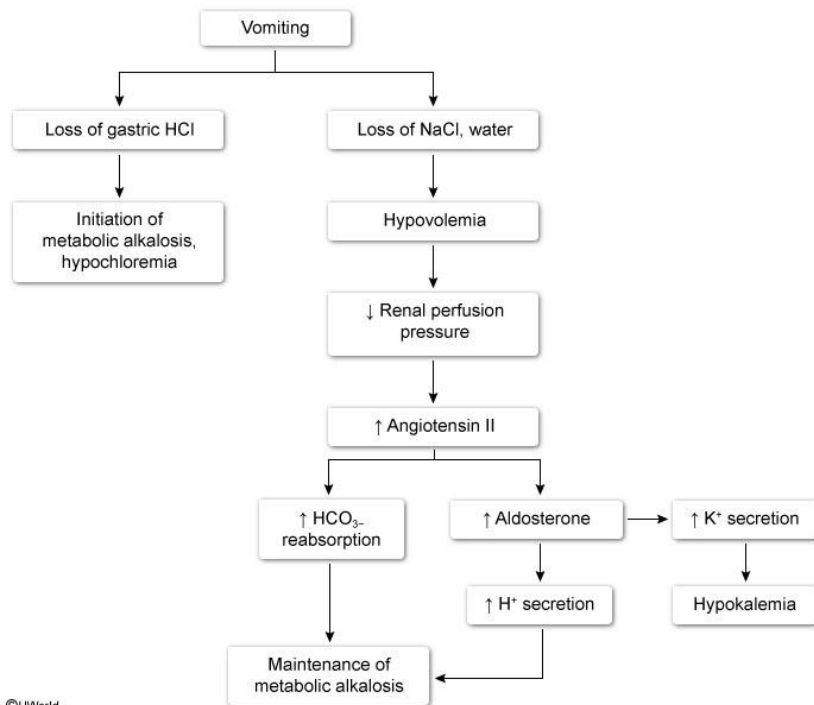 Vomiting
Loss of gastric HCl
Loss of NaCl, water
Initiation of
metabolic alkalosis,
hypochloremia
Hypovolemia
↓ Renal perfusion
pressure
↑ Angiotensin II
↑ HCO₃₋
reabsorption
↑ Aldosterone
↑ K⁺ secretion
↑ H⁺ secretion
Hypokalemia
Maintenance of
metabolic alkalosis
©UWorld